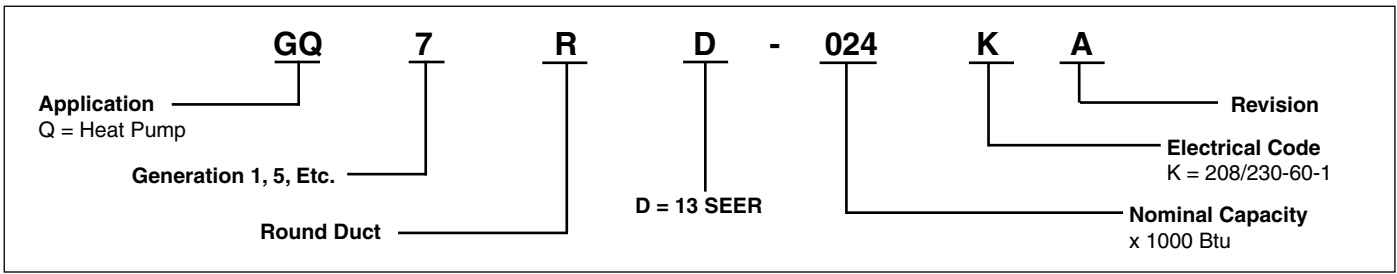 GQ 7 R D - 024 K A
Application
Q = Heat Pump
Revision
Electrical Code
K = 208/230-60-1
Generation 1, 5, Etc.
D = 13 SEER
Nominal Capacity
x 1000 Btu
Round Duct